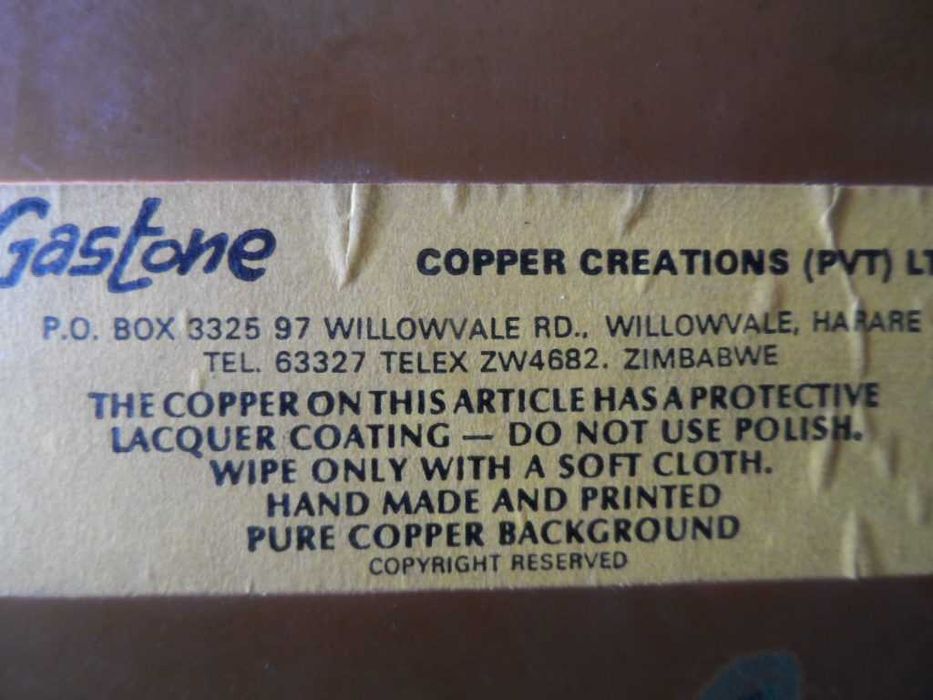 Gastone COPPER CREATIONS (PVT) LT
P.O. BOX 3325 97 WILLOWVALE RD., WILLOWVALE, HARARE
TEL. 63327 TELEX ZW4682. ZIMBABWE
THE COPPER ON THIS ARTICLE HAS A PROTECTIVE
LACQUER COATING — DO NOT USE POLISH.
WIPE ONLY WITH A SOFT CLOTH.
HAND MADE AND PRINTED
PURE COPPER BACKGROUND
COPYRIGHT RESERVED